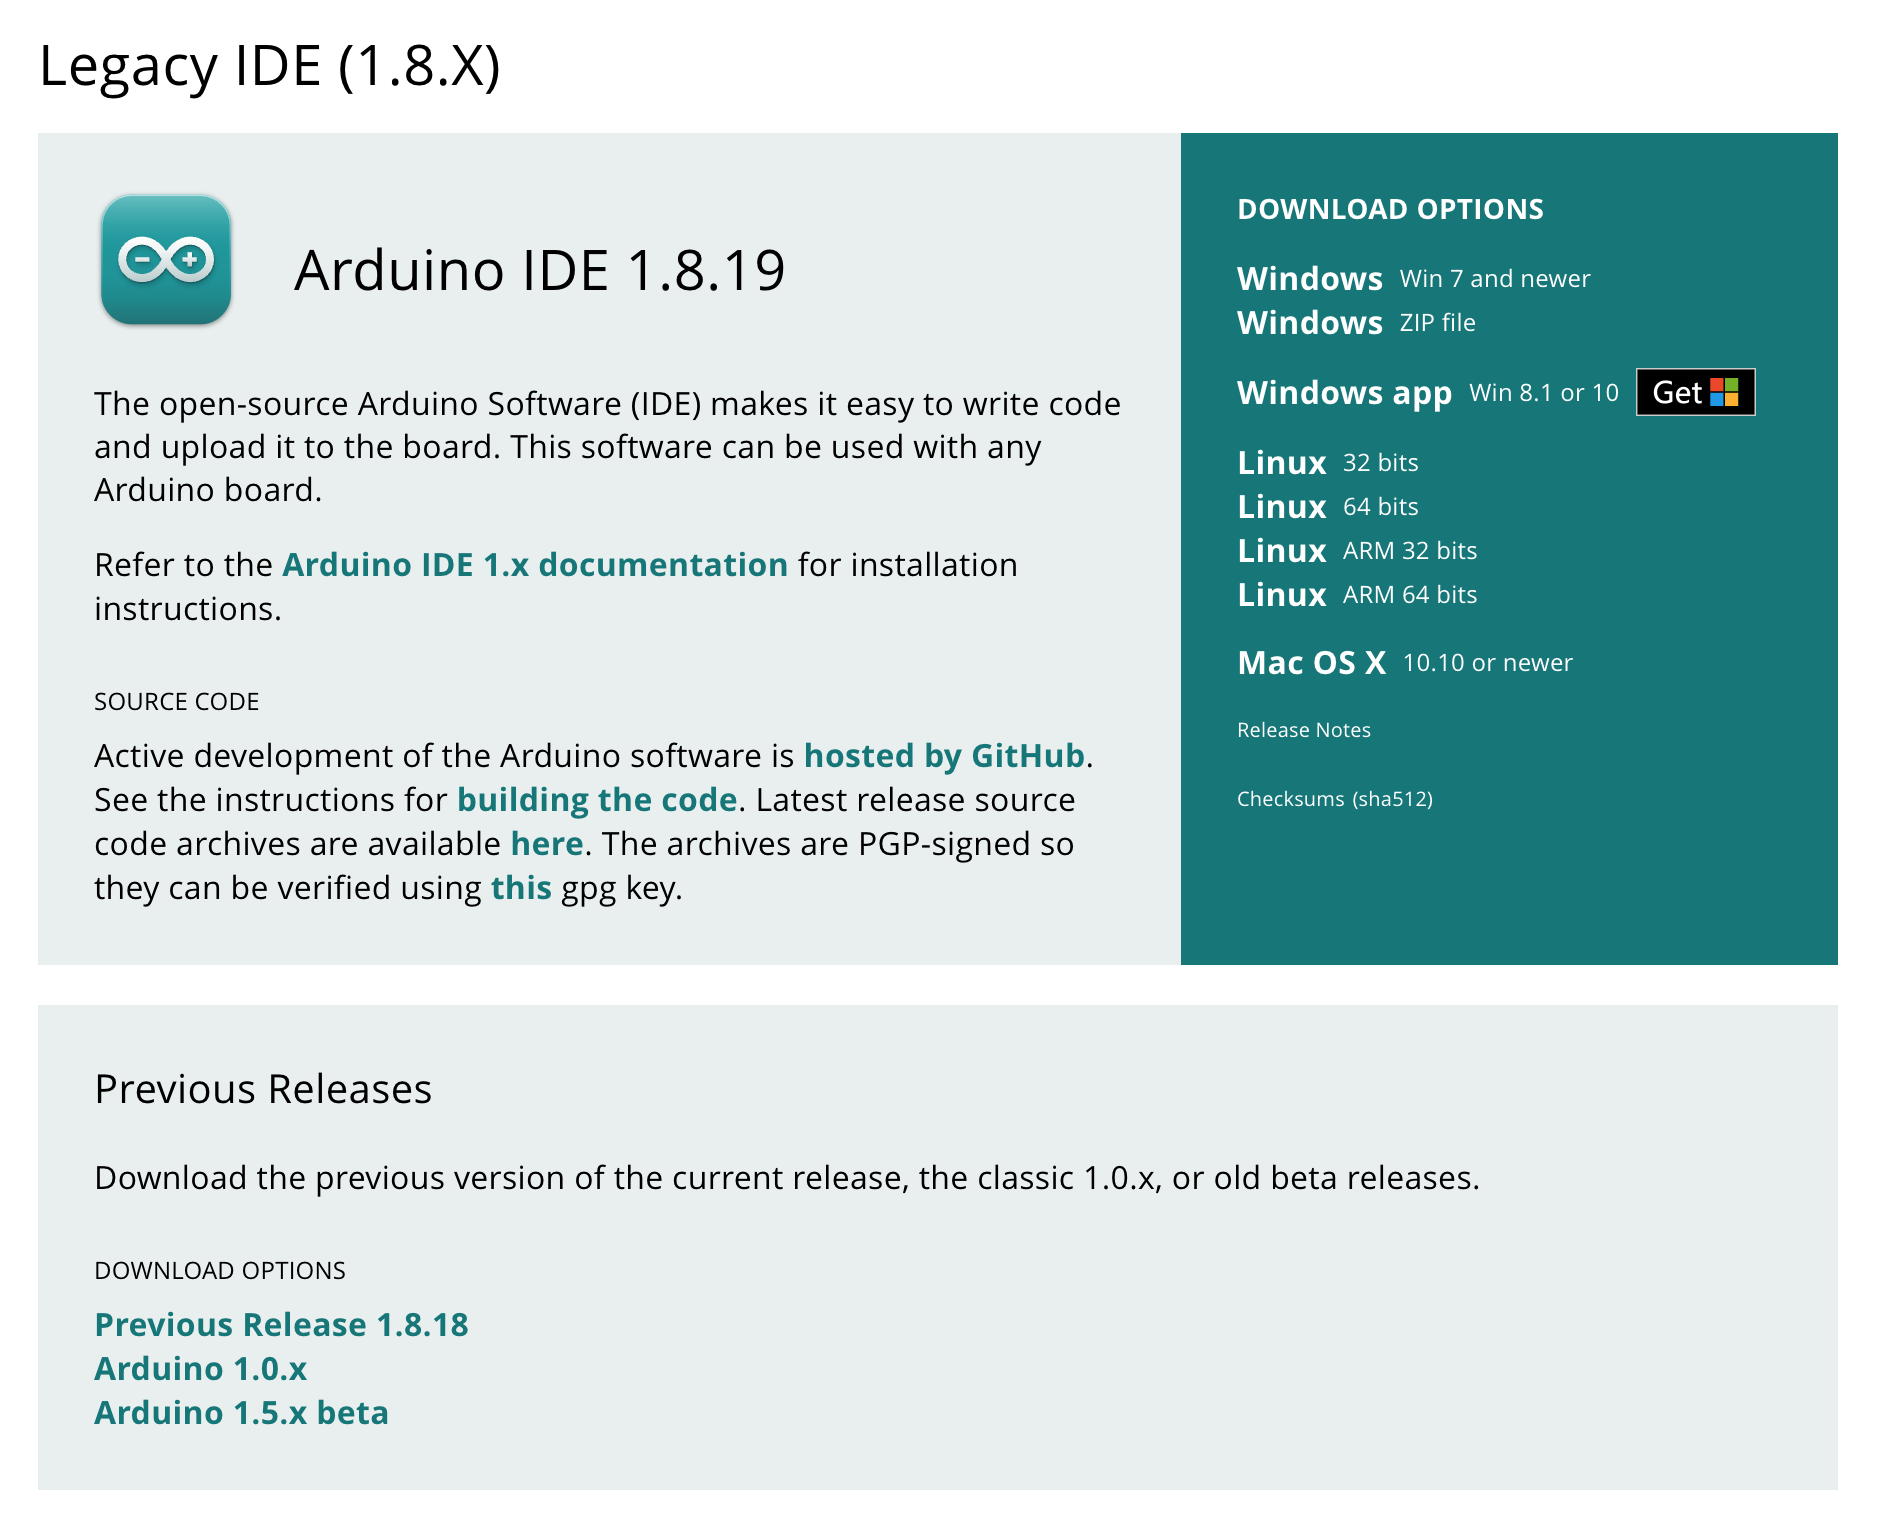 Legacy IDE (1.8.X)
Arduino IDE 1.8.19
The open-source Arduino Software (IDE) makes it easy to write code
and upload it to the board. This software can be used with any
Arduino board.
Refer to the Arduino IDE 1.x documentation for installation
instructions.
SOURCE CODE
Active development of the Arduino software is hosted by GitHub.
See the instructions for building the code. Latest release source
code archives are available here. The archives are PGP-signed so
they can be verified using this gpg key.
DOWNLOAD OPTIONS
Windows Win 7 and newer
Windows ZIP file
Windows app Win 8.1 or 10 Get
Linux 32 bits
Linux 64 bits
Linux ARM 32 bits
Linux ARM 64 bits
Mac OS X 10.10 or newer
Release Notes
Checksums (sha512)
Previous Releases
Download the previous version of the current release, the classic 1.0.x, or old beta releases.
DOWNLOAD OPTIONS
Previous Release 1.8.18
Arduino 1.0.x
Arduino 1.5.x beta